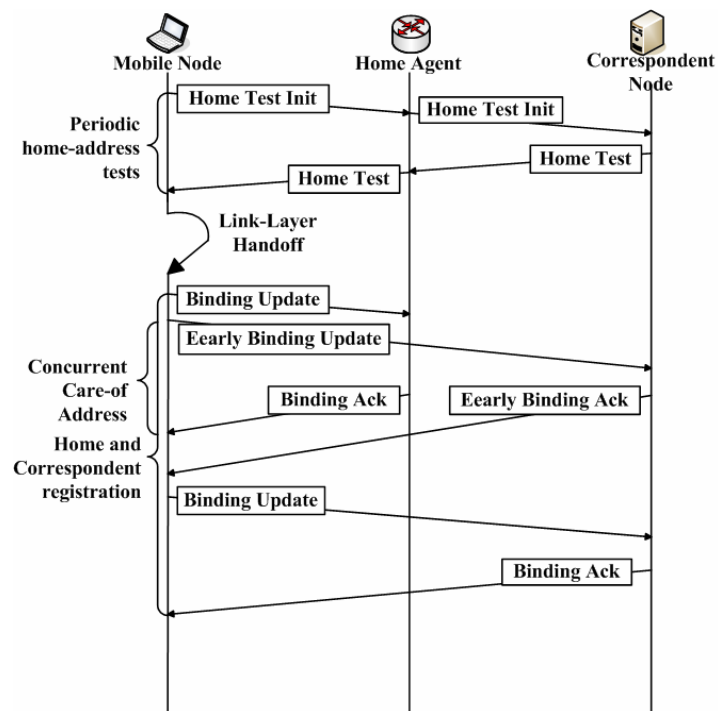 Mobile Node
Home Agent
Correspondent
Node
Home Test Init
Home Test Init
Periodic
home-address
tests
Home Test
Home Test
Link-Layer
Handoff
Binding Update
Eearly Binding Update
Concurrent
Care-of
Address
Binding Ack
Eearly Binding Ack
Home and
Correspondent
registration
Binding Update
Binding Ack